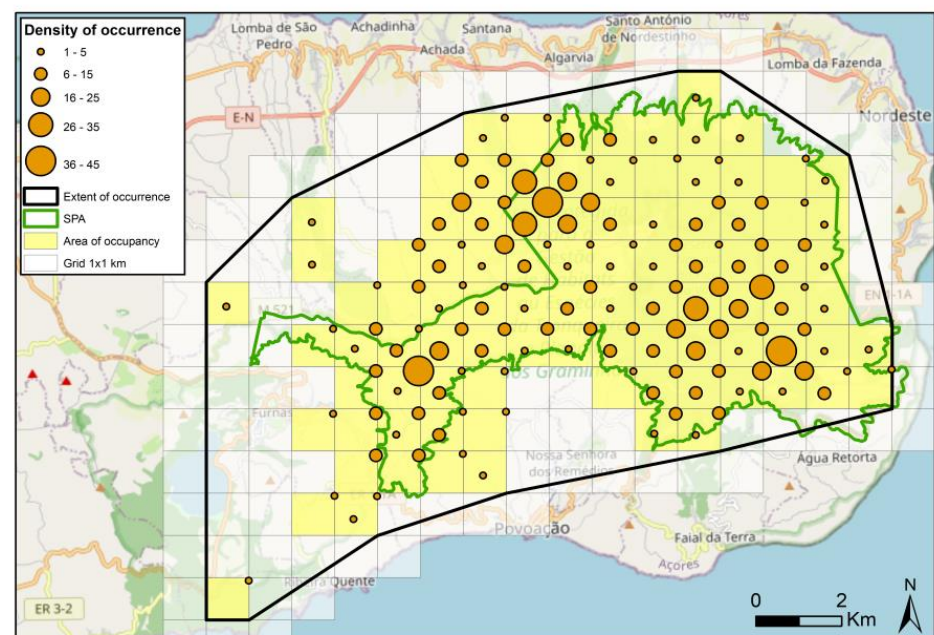 Density of occurrence
1 - 5
6 - 15
16 - 25
26 - 35
36 - 45
Extent of occurrence
SPA
Area of occupancy
Grid 1x1 km
Lomba de São
Pedro
Achadinha
Santana
Achada
Algarvia
Santo António
de Nordestinho
Lomba da Fazenda
Nordeste
E-N
EN 1-1A
Furnas
Nossa Senhora
dos Remédios
Água Retorta
Povoação
Faial da Terra
Açores
Ribeira Quente
ER 3-2
0
2
Km
N